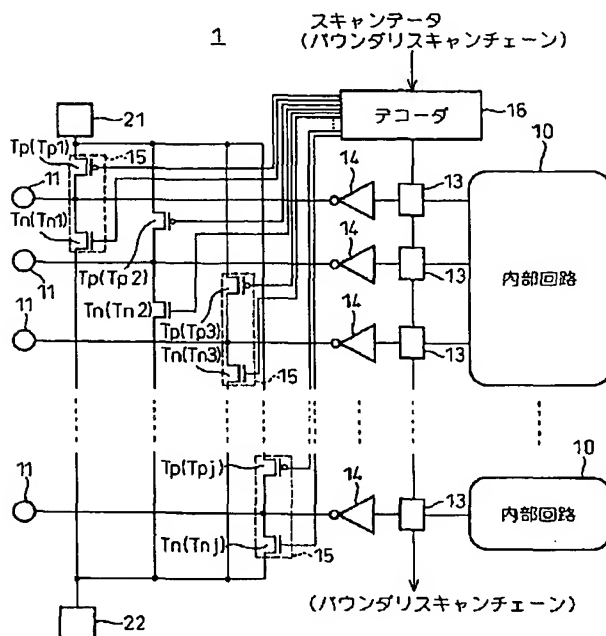 1
スキャンデータ
(バウンダリスキャンチェーン)
デコーダ
16
21
Tp(Tp1)
15
10
11
14
13
Tn(Tn1)
14
13
11
Tp(Tp2)
内部回路
Tn(Tn2)
Tp(Tp3)
14
13
11
Tn(Tn3)
15
10
Tp(Tpj)
14
11
13
内部回路
Tn(Tnj)
15
(バウンダリスキャンチェーン)
22